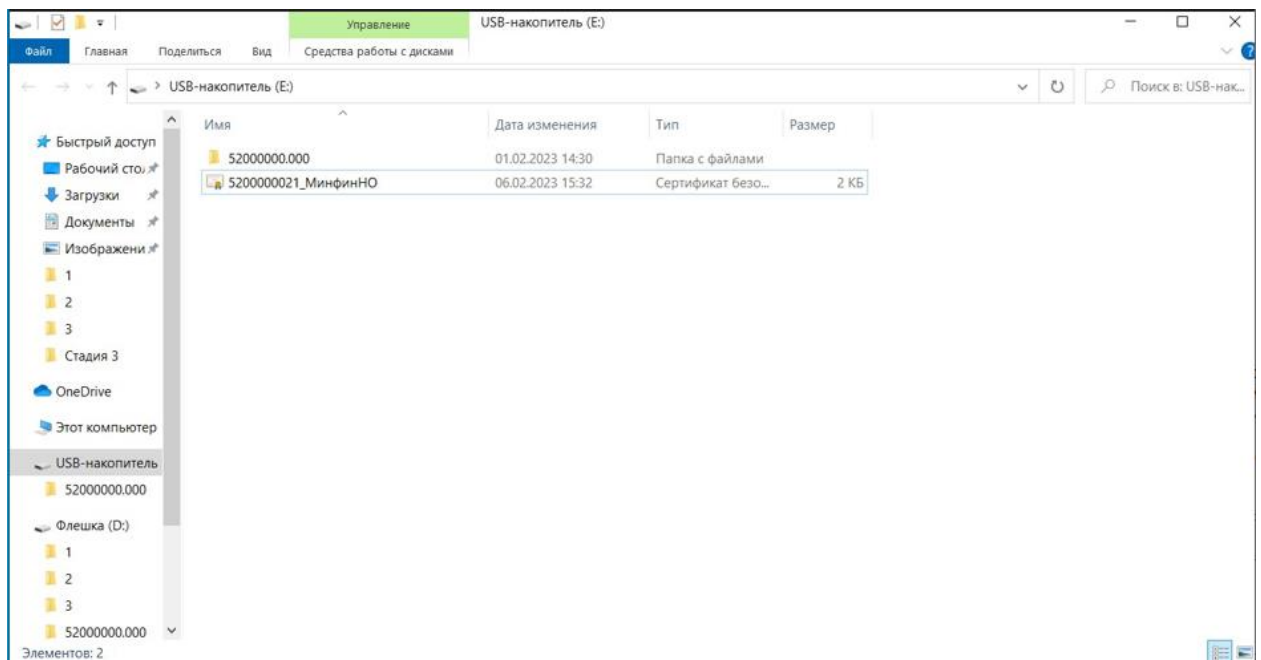 Управление USB-накопитель (E:)
Файл Главная Поделиться Вид Средства работы с дисками ?
USB-накопитель (E:) Поиск в: USB-нак...
Имя Дата изменения Тип Размер
52000000.000 01.02.2023 14:30 Папка с файлами
5200000021_МинфинНО 06.02.2023 15:32 Сертификат безо... 2 КБ
Быстрый доступ
Рабочий сто
Загрузки
Документы
Изображени
1
2
3
Стадия 3
OneDrive
Этот компьютер
USB-накопитель
52000000.000
Флешка (D:)
1
2
3
52000000.000
Элементов: 2